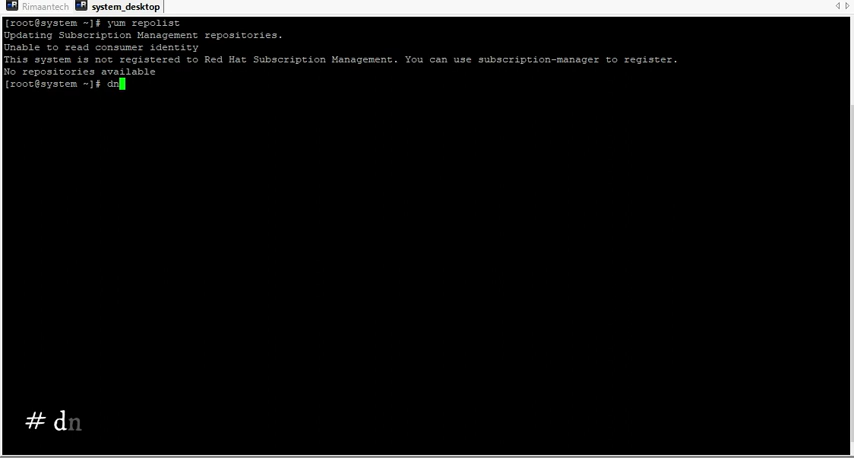 Rimaantech system_desktop
[root@system ~]# yum repolist
Updating Subscription Management repositories.
Unable to read consumer identity
This system is not registered to Red Hat Subscription Management. You can use subscription-manager to register.
No repositories available
[root@system ~]# dn
# dn